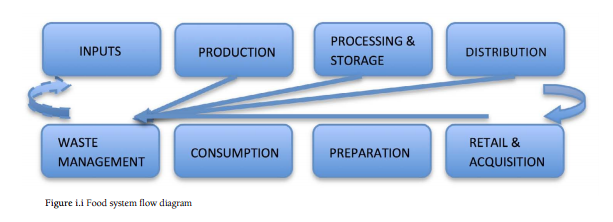 INPUTS
PRODUCTION
PROCESSING &
STORAGE
DISTRIBUTION
WASTE
MANAGEMENT
CONSUMPTION
PREPARATION
RETAIL &
ACQUISITION
Figure i.i Food system flow diagram